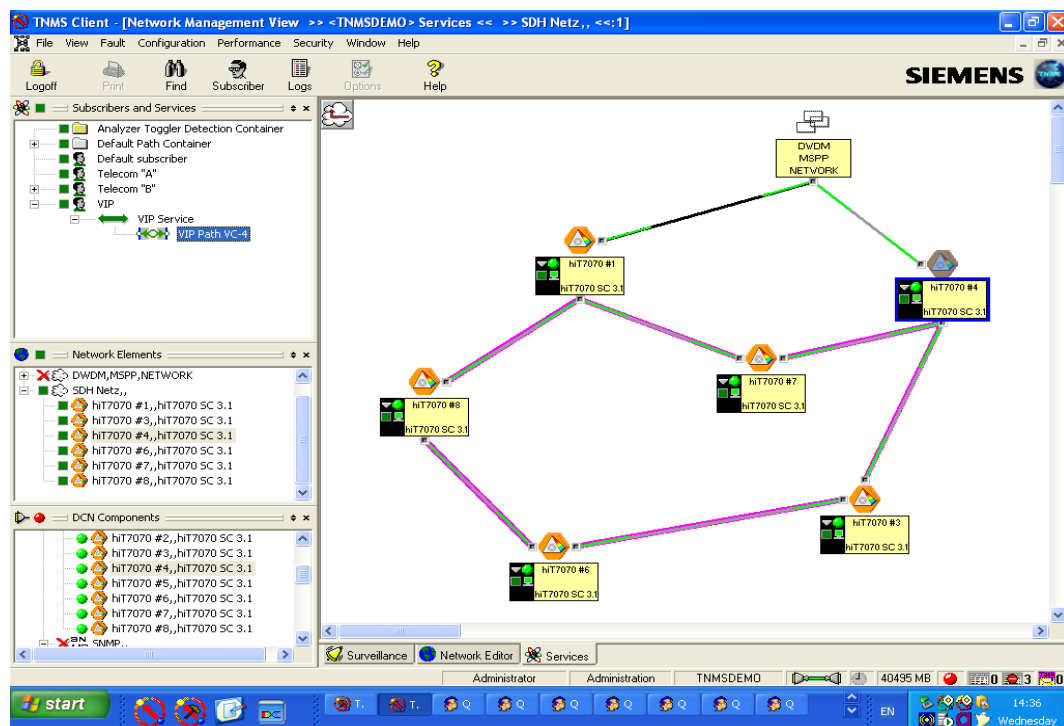 TNMS Client - [Network Management View >> <TNMSDEMO> Services << >> SDH Netz,, <<:1]
File View Fault Configuration Performance Security Window Help
Logoff Print Find Subscriber Logs Options Help
SIEMENS
Subscribers and Services
Analyzer Toggler Detection Container
Default Path Container
Default subscriber
Telecom "A"
Telecom "B"
VIP
VIP Service
VIP Path VC-4
Network Elements
DWDM,MSPP,NETWORK
SDH Netz,,
hiT7070 #1,,hiT7070 SC 3.1
hiT7070 #3,,hiT7070 SC 3.1
hiT7070 #4,,hiT7070 SC 3.1
hiT7070 #6,,hiT7070 SC 3.1
hiT7070 #7,,hiT7070 SC 3.1
hiT7070 #8,,hiT7070 SC 3.1
DCN Components
hiT7070 #2,,hiT7070 SC 3.1
hiT7070 #3,,hiT7070 SC 3.1
hiT7070 #4,,hiT7070 SC 3.1
hiT7070 #5,,hiT7070 SC 3.1
hiT7070 #6,,hiT7070 SC 3.1
hiT7070 #7,,hiT7070 SC 3.1
hiT7070 #8,,hiT7070 SC 3.1
SNMP,,
DWDM
MSPP
NETWORK
hiT7070 #1
hiT7070 SC 3.1
hiT7070 #4
hiT7070 SC 3.1
hiT7070 #7
hiT7070 SC 3.1
hiT7070 #8
hiT7070 SC 3.1
hiT7070 #3
hiT7070 SC 3.1
hiT7070 #6
hiT7070 SC 3.1
Surveillance Network Editor Services
Administrator Administration TNMSDEMO 40495 MB 0 3 0
start T. T. Q Q Q Q Q Q Q EN 14:36
Wednesday